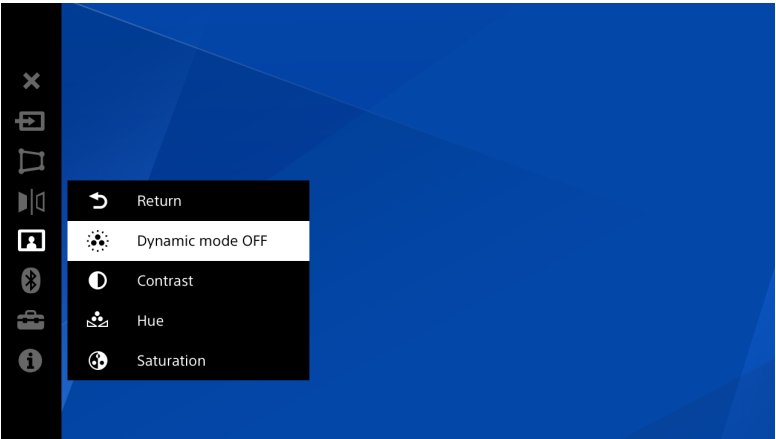 Return
Dynamic mode OFF
Contrast
Hue
Saturation